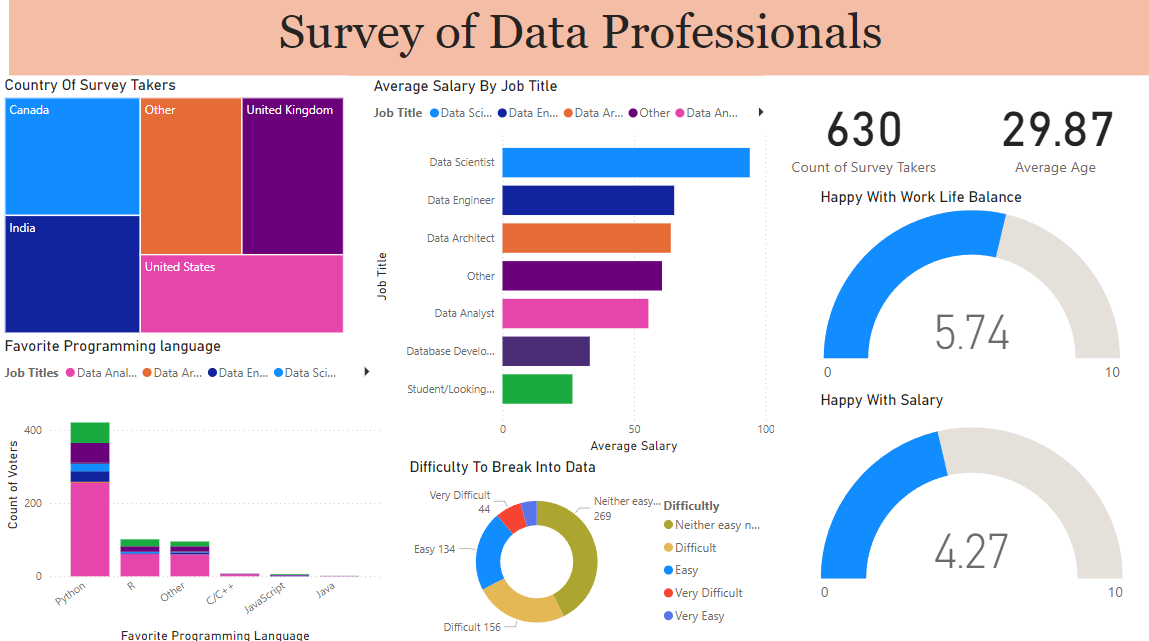 Survey of Data Professionals
Country Of Survey Takers
Canada
Other
United Kingdom
India
United States
Favorite Programming language
Job Titles Data Anal... Data Ar... Data En... Data Sci...
Count of Voters
400
200
0
Python
R
Other
C/C++
JavaScript
Java
Favorite Programming Language
Average Salary By Job Title
Job Title Data Sci... Data En... Data Ar... Other Data An...
Job Title
Data Scientist
Data Engineer
Data Architect
Other
Data Analyst
Database Develo...
Student/Looking...
0 50 100
Average Salary
Difficulty To Break Into Data
Very Difficult
44
Neither easy...
269
Easy 134
Difficult 156
Difficultly
Neither easy n...
Difficult
Easy
Very Difficult
Very Easy
630
Count of Survey Takers
29.87
Average Age
Happy With Work Life Balance
5.74
0 10
Happy With Salary
4.27
0 10